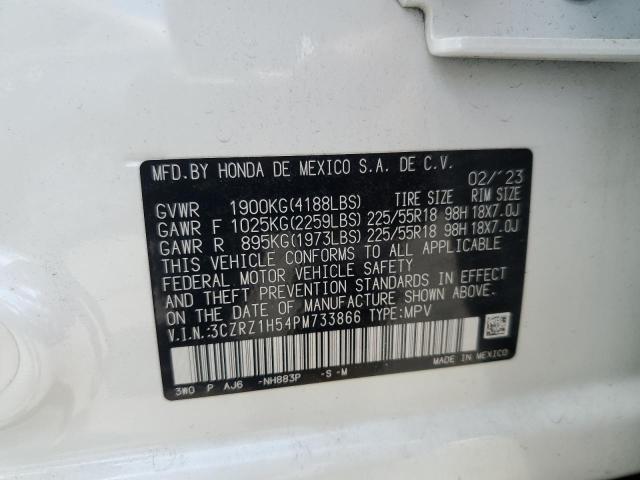 MFD.BY HONDA DE MEXICO S.A. DE C.V. 02/'23
GVWR 1900KG(4188LBS) TIRE SIZE RIM SIZE
GAWR F 1025KG(2259LBS) 225/55R18 98H 18X7.0J
GAWR R 895KG(1973LBS) 225/55R18 98H 18X7.0J
THIS VEHICLE CONFORMS TO ALL APPLICABLE
FEDERAL MOTOR VEHICLE SAFETY
AND THEFT PREVENTION STANDARDS IN EFFECT
ON THE DATE OF MANUFACTURE SHOWN ABOVE.
V.I.N.:3CZRZ1H54PM733866 TYPE:MPV
3W0 P AJ6 -NH883P -S -M MADE IN MEXICO